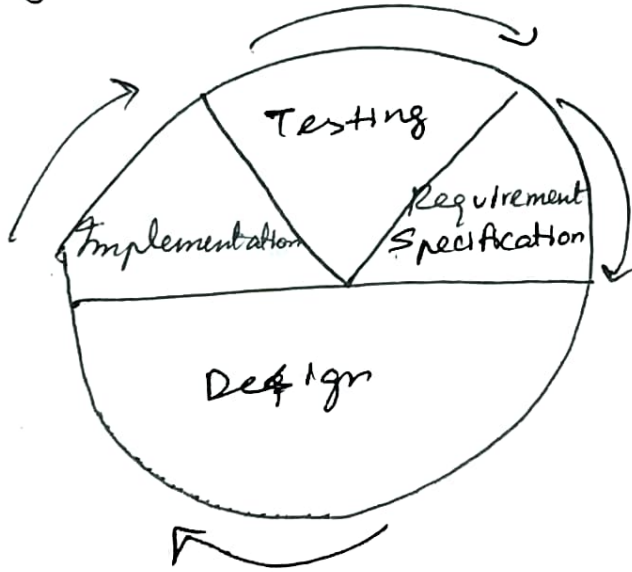 Testing
Requirement
Specification
Implementation
Design